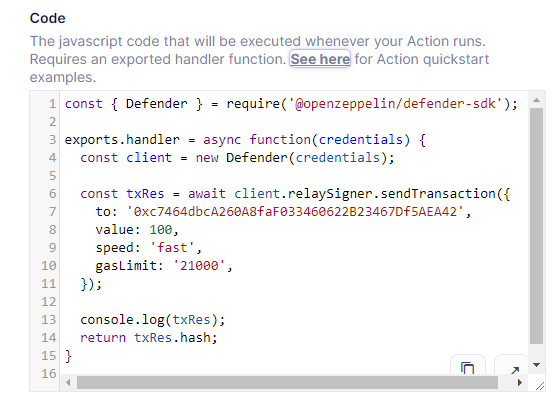 Code
The javascript code that will be executed whenever your Action runs.
Requires an exported handler function. See here for Action quickstart
examples.
1 const { Defender } = require('@openzeppelin/defender-sdk');
2
3 exports.handler = async function(credentials) {
4   const client = new Defender(credentials);
5
6   const txRes = await client.relaySigner.sendTransaction({
7     to: '0xc7464dbcA260A8faF033460622B23467Df5AEA42',
8     value: 100,
9     speed: 'fast',
10     gasLimit: '21000',
11   });
12
13   console.log(txRes);
14   return txRes.hash;
15 }
16